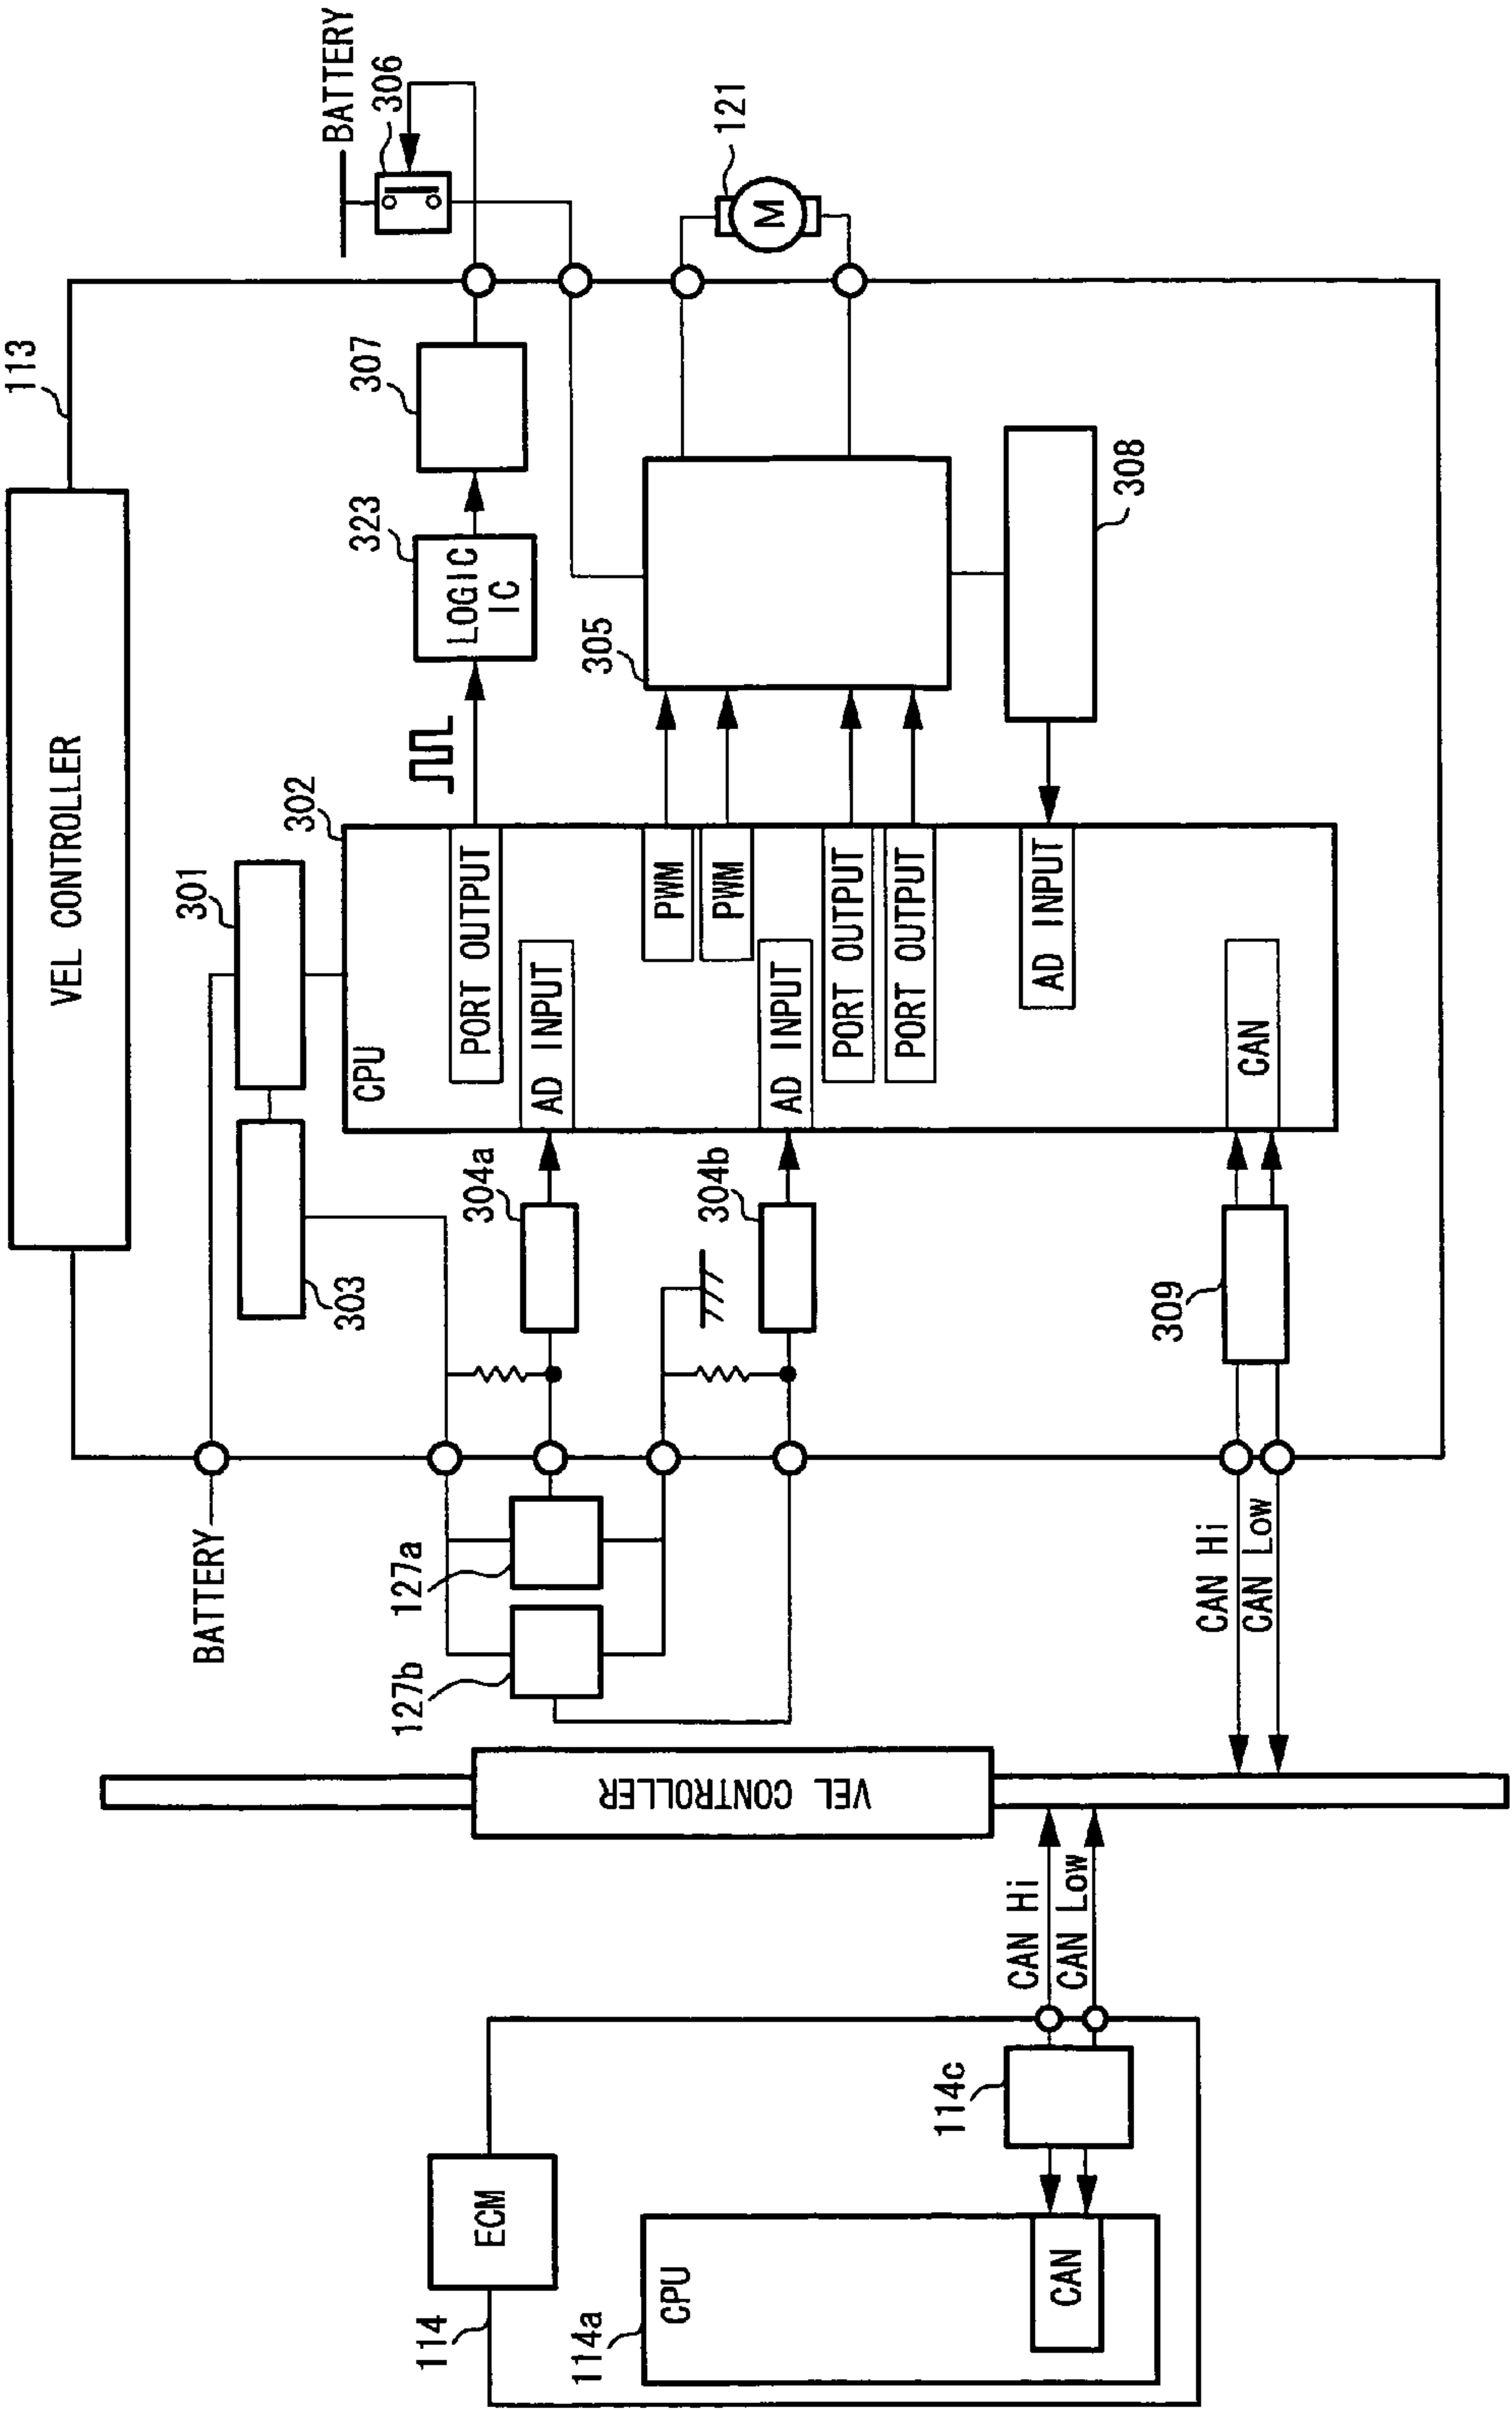 VEL CONTROLLER
113
BATTERY
306
301
302
307
323
LOGIC
IC
303
CPU
PORT OUTPUT
304a
AD INPUT
PWM
PWM
305
121
M
BATTERY
127a
127b
304b
AD INPUT
PORT OUTPUT
PORT OUTPUT
AD INPUT
308
309
CAN
CAN Hi
CAN Low
VEL CONTROLLER
ECM
114
114a
CPU
114c
CAN
CAN Hi
CAN Low